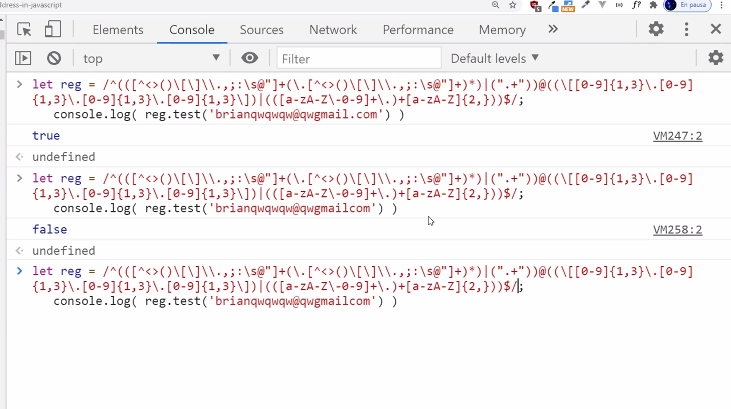 ddress-in-javascript
NEW
f?
En pausa
Elements Console Sources Network Performance Memory »
top Filter Default levels
let reg = /^(([^<>()\[\]\\.,;:\s@"]+(\.[^<>()\[\]\\.,;:\s@"]+)*)|(".+"))@((\[[0-9]{1,3}\.[0-9]
{1,3}\.[0-9]{1,3}\.[0-9]{1,3}\])|(([a-zA-Z\-0-9]+\.)+[a-zA-Z]{2,}))$/;
console.log( reg.test('brianqwqwqw@qwgmail.com') )
true VM247:2
undefined
let reg = /^(([^<>()\[\]\\.,;:\s@"]+(\.[^<>()\[\]\\.,;:\s@"]+)*)|(".+"))@((\[[0-9]{1,3}\.[0-9]
{1,3}\.[0-9]{1,3}\.[0-9]{1,3}\])|(([a-zA-Z\-0-9]+\.)+[a-zA-Z]{2,}))$/;
console.log( reg.test('brianqwqwqw@qwgmailcom') )
false VM258:2
undefined
let reg = /^(([^<>()\[\]\\.,;:\s@"]+(\.[^<>()\[\]\\.,;:\s@"]+)*)|(".+"))@((\[[0-9]{1,3}\.[0-9]
{1,3}\.[0-9]{1,3}\.[0-9]{1,3}\])|(([a-zA-Z\-0-9]+\.)+[a-zA-Z]{2,}))$/;
console.log( reg.test('brianqwqwqw@qwgmailcom') )